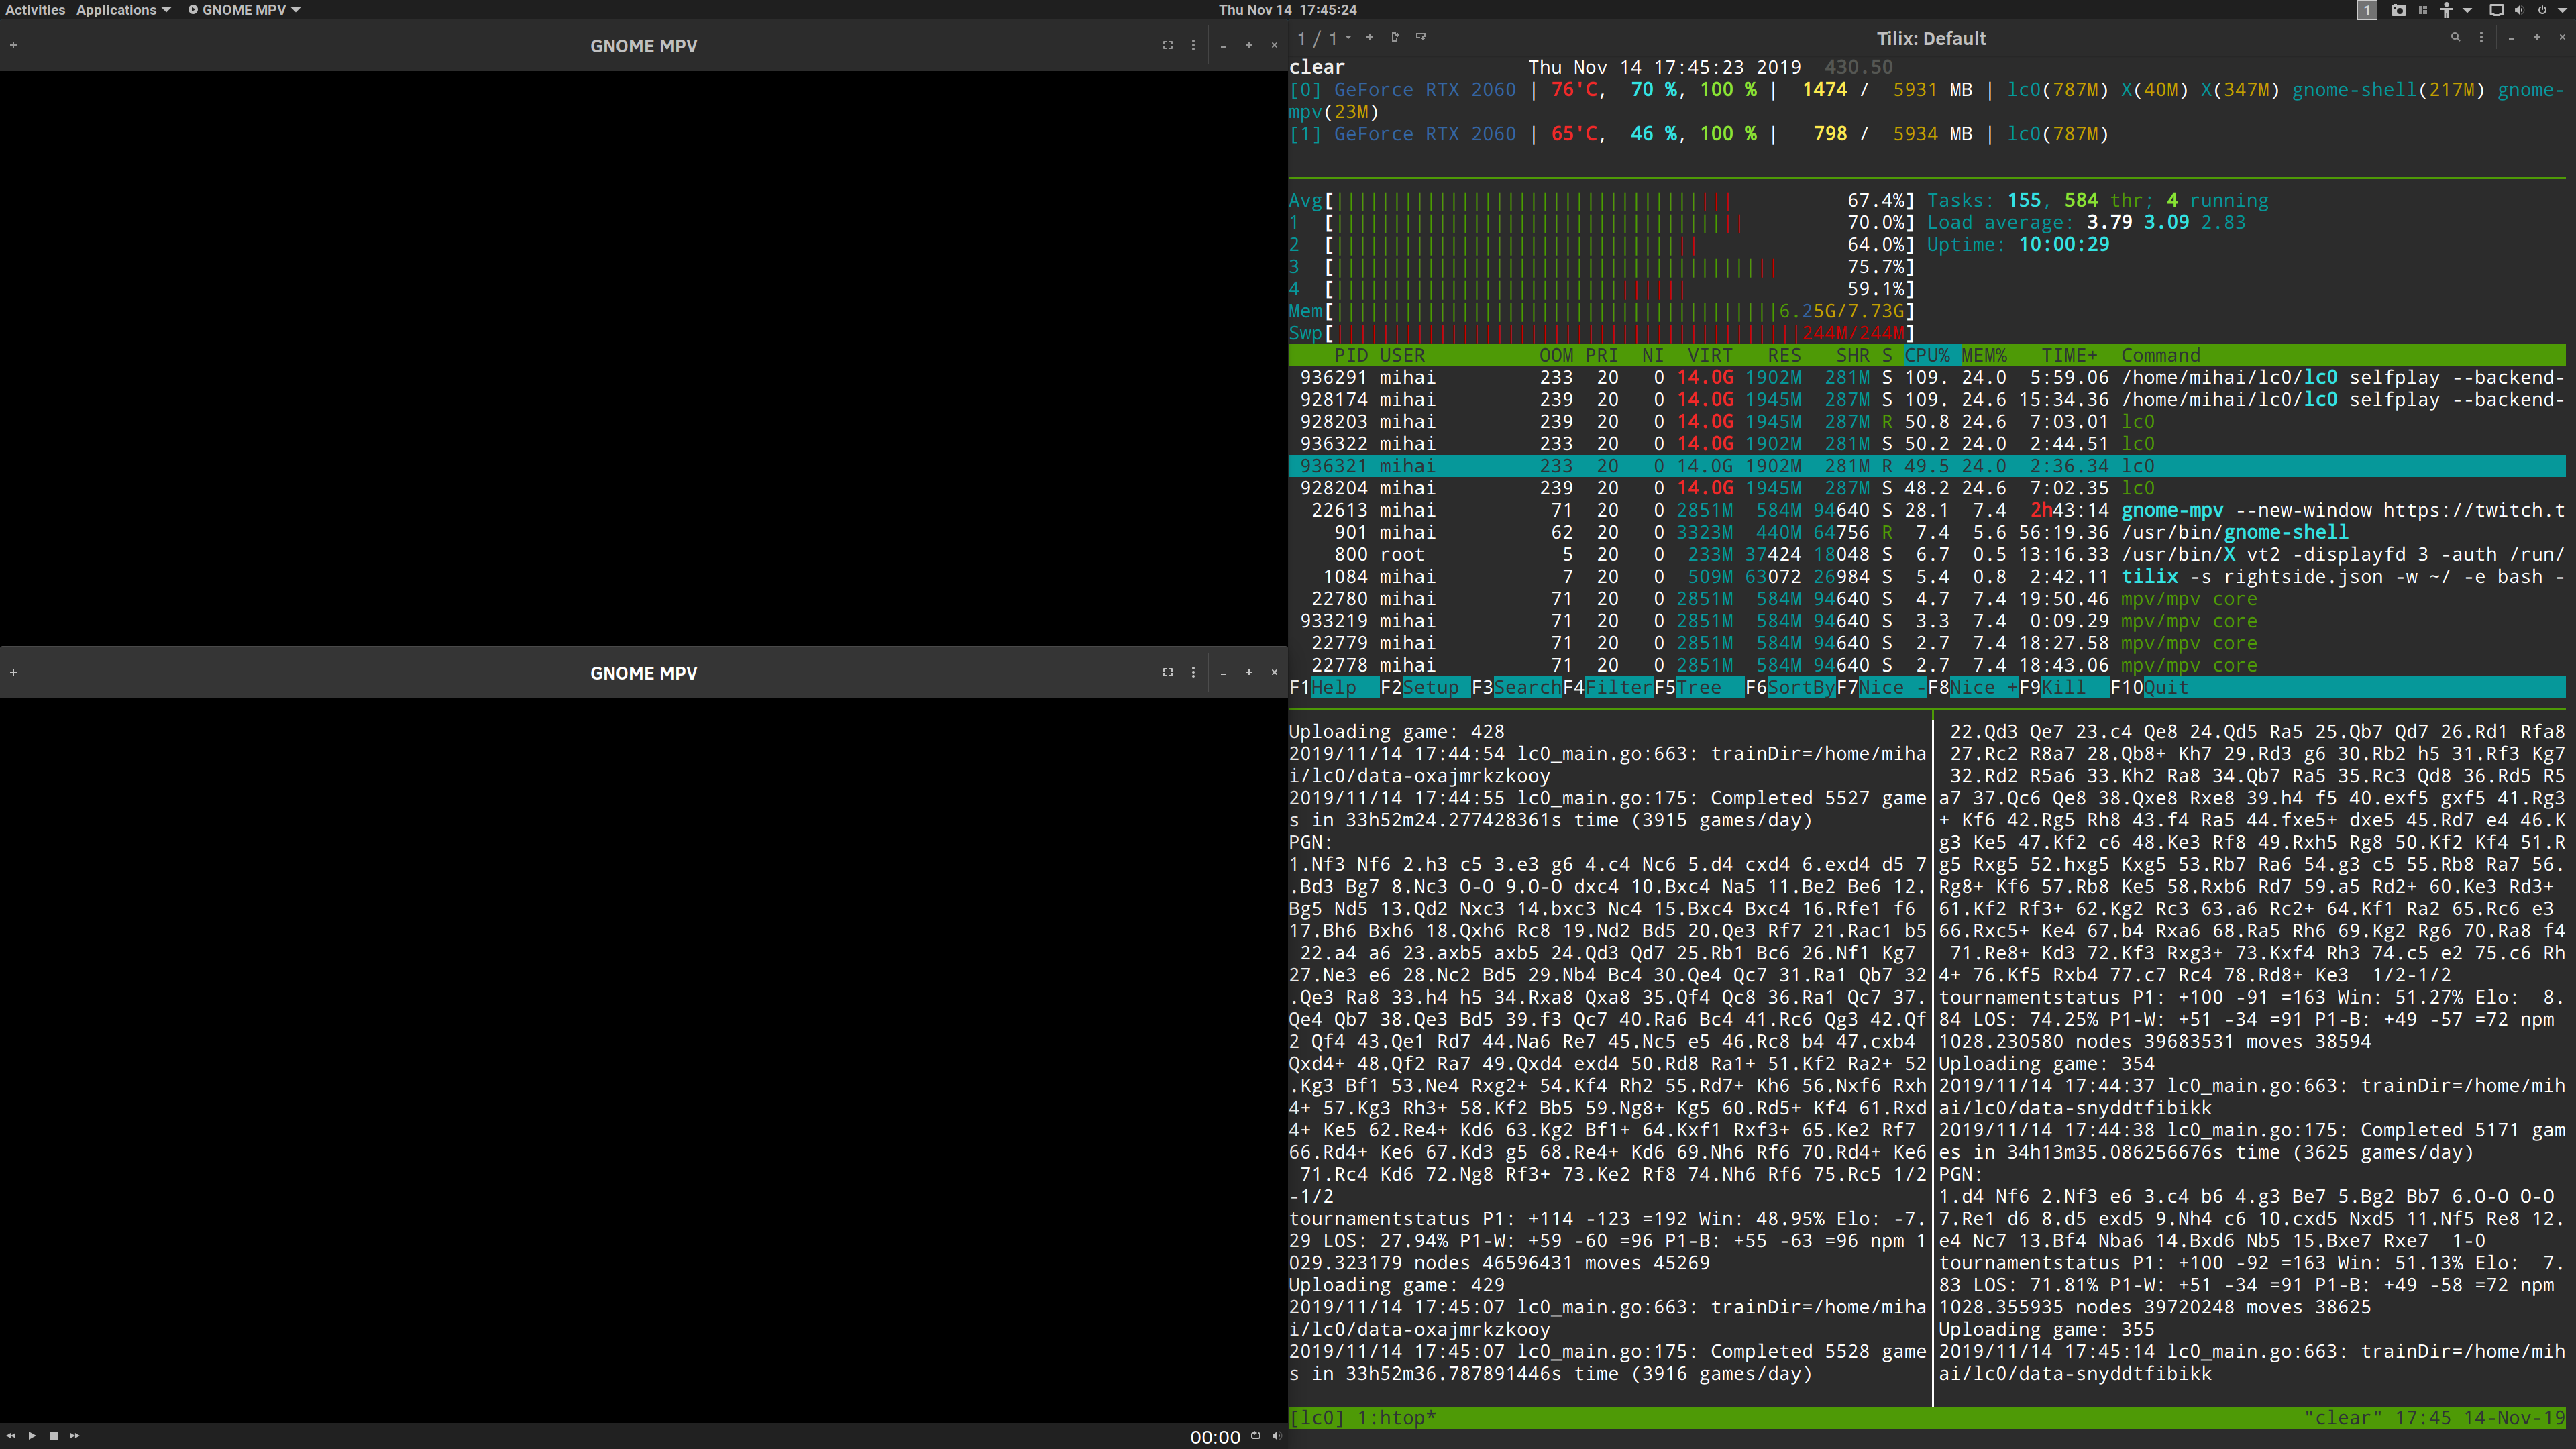 Activities Applications GNOME MPV Thu Nov 14 17:45:24 1
GNOME MPV
GNOME MPV
00:00
1 / 1 Tilix: Default
clear Thu Nov 14 17:45:23 2019 430.50
[0] GeForce RTX 2060 | 76'C, 70 %, 100 % | 1474 / 5931 MB | lc0(787M) X(40M) X(347M) gnome-shell(217M) gnome-
mpv(23M)
[1] GeForce RTX 2060 | 65'C, 46 %, 100 % | 798 / 5934 MB | lc0(787M)
Avg[ 67.4%] Tasks: 155, 584 thr; 4 running
1 [ 70.0%] Load average: 3.79 3.09 2.83
2 [ 64.0%] Uptime: 10:00:29
3 [ 75.7%]
4 [ 59.1%]
Mem[ 6.25G/7.73G]
Swp[ 244M/244M]
PID USER OOM PRI NI VIRT RES SHR S CPU% MEM% TIME+ Command
936291 mihai 233 20 0 14.0G 1902M 281M S 109. 24.0 5:59.06 /home/mihai/lc0/lc0 selfplay --backend-
928174 mihai 239 20 0 14.0G 1945M 287M S 109. 24.6 15:34.36 /home/mihai/lc0/lc0 selfplay --backend-
928203 mihai 239 20 0 14.0G 1945M 287M R 50.8 24.6 7:03.01 lc0
936322 mihai 233 20 0 14.0G 1902M 281M S 50.2 24.0 2:44.51 lc0
936321 mihai 233 20 0 14.0G 1902M 281M R 49.5 24.0 2:36.34 lc0
928204 mihai 239 20 0 14.0G 1945M 287M S 48.2 24.6 7:02.35 lc0
22613 mihai 71 20 0 2851M 584M 94640 S 28.1 7.4 2h43:14 gnome-mpv --new-window https://twitch.t
901 mihai 62 20 0 3323M 440M 64756 R 7.4 5.6 56:19.36 /usr/bin/gnome-shell
800 root 5 20 0 233M 37424 18048 S 6.7 0.5 13:16.33 /usr/bin/X vt2 -displayfd 3 -auth /run/
1084 mihai 7 20 0 509M 63072 26984 S 5.4 0.8 2:42.11 tilix -s rightside.json -w ~/ -e bash -
22780 mihai 71 20 0 2851M 584M 94640 S 4.7 7.4 19:50.46 mpv/mpv core
933219 mihai 71 20 0 2851M 584M 94640 S 3.3 7.4 0:09.29 mpv/mpv core
22779 mihai 71 20 0 2851M 584M 94640 S 2.7 7.4 18:27.58 mpv/mpv core
22778 mihai 71 20 0 2851M 584M 94640 S 2.7 7.4 18:43.06 mpv/mpv core
F1Help F2Setup F3SearchF4FilterF5Tree F6SortByF7Nice -F8Nice +F9Kill F10Quit
Uploading game: 428
2019/11/14 17:44:54 lc0_main.go:663: trainDir=/home/miha
i/lc0/data-oxajmrkzkooy
2019/11/14 17:44:55 lc0_main.go:175: Completed 5527 game
s in 33h52m24.277428361s time (3915 games/day)
PGN:
1.Nf3 Nf6 2.h3 c5 3.e3 g6 4.c4 Nc6 5.d4 cxd4 6.exd4 d5 7
.Bd3 Bg7 8.Nc3 O-O 9.O-O dxc4 10.Bxc4 Na5 11.Be2 Be6 12.
Bg5 Nd5 13.Qd2 Nxc3 14.bxc3 Nc4 15.Bxc4 Bxc4 16.Rfe1 f6
17.Bh6 Bxh6 18.Qxh6 Rc8 19.Nd2 Bd5 20.Qe3 Rf7 21.Rac1 b5
22.a4 a6 23.axb5 axb5 24.Qd3 Qd7 25.Rb1 Bc6 26.Nf1 Kg7
27.Ne3 e6 28.Nc2 Bd5 29.Nb4 Bc4 30.Qe4 Qc7 31.Ra1 Qb7 32
.Qe3 Ra8 33.h4 h5 34.Rxa8 Qxa8 35.Qf4 Qc8 36.Ra1 Qc7 37.
Qe4 Qb7 38.Qe3 Bd5 39.f3 Qc7 40.Ra6 Bc4 41.Rc6 Qg3 42.Qf
2 Qf4 43.Qe1 Rd7 44.Na6 Re7 45.Nc5 e5 46.Rc8 b4 47.cxb4
Qxd4+ 48.Qf2 Ra7 49.Qxd4 exd4 50.Rd8 Ra1+ 51.Kf2 Ra2+ 52
.Kg3 Bf1 53.Ne4 Rxg2+ 54.Kf4 Rh2 55.Rd7+ Kh6 56.Nxf6 Rxh
4+ 57.Kg3 Rh3+ 58.Kf2 Bb5 59.Ng8+ Kg5 60.Rd5+ Kf4 61.Rxd
4+ Ke5 62.Re4+ Kd6 63.Kg2 Bf1+ 64.Kxf1 Rxf3+ 65.Ke2 Rf7
66.Rd4+ Ke6 67.Kd3 g5 68.Re4+ Kd6 69.Nh6 Rf6 70.Rd4+ Ke6
71.Rc4 Kd6 72.Ng8 Rf3+ 73.Ke2 Rf8 74.Nh6 Rf6 75.Rc5 1/2
-1/2
tournamentstatus P1: +114 -123 =192 Win: 48.95% Elo: -7.
29 LOS: 27.94% P1-W: +59 -60 =96 P1-B: +55 -63 =96 npm 1
029.323179 nodes 46596431 moves 45269
Uploading game: 429
2019/11/14 17:45:07 lc0_main.go:663: trainDir=/home/miha
i/lc0/data-oxajmrkzkooy
2019/11/14 17:45:07 lc0_main.go:175: Completed 5528 game
s in 33h52m36.787891446s time (3916 games/day)
22.Qd3 Qe7 23.c4 Qe8 24.Qd5 Ra5 25.Qb7 Qd7 26.Rd1 Rfa8
27.Rc2 R8a7 28.Qb8+ Kh7 29.Rd3 g6 30.Rb2 h5 31.Rf3 Kg7
32.Rd2 R5a6 33.Kh2 Ra8 34.Qb7 Ra5 35.Rc3 Qd8 36.Rd5 R5
a7 37.Qc6 Qe8 38.Qxe8 Rxe8 39.h4 f5 40.exf5 gxf5 41.Rg3
+ Kf6 42.Rg5 Rh8 43.f4 Ra5 44.fxe5+ dxe5 45.Rd7 e4 46.K
g3 Ke5 47.Kf2 c6 48.Ke3 Rf8 49.Rxh5 Rg8 50.Kf2 Kf4 51.R
g5 Rxg5 52.hxg5 Kxg5 53.Rb7 Ra6 54.g3 c5 55.Rb8 Ra7 56.
Rg8+ Kf6 57.Rb8 Ke5 58.Rxb6 Rd7 59.a5 Rd2+ 60.Ke3 Rd3+
61.Kf2 Rf3+ 62.Kg2 Rc3 63.a6 Rc2+ 64.Kf1 Ra2 65.Rc6 e3
66.Rxc5+ Ke4 67.b4 Rxa6 68.Ra5 Rh6 69.Kg2 Rg6 70.Ra8 f4
71.Re8+ Kd3 72.Kf3 Rxg3+ 73.Kxf4 Rh3 74.c5 e2 75.c6 Rh
4+ 76.Kf5 Rxb4 77.c7 Rc4 78.Rd8+ Ke3 1/2-1/2
tournamentstatus P1: +100 -91 =163 Win: 51.27% Elo: 8.
84 LOS: 74.25% P1-W: +51 -34 =91 P1-B: +49 -57 =72 npm
1028.230580 nodes 39683531 moves 38594
Uploading game: 354
2019/11/14 17:44:37 lc0_main.go:663: trainDir=/home/mih
ai/lc0/data-snyddtfibikk
2019/11/14 17:44:38 lc0_main.go:175: Completed 5171 gam
es in 34h13m35.086256676s time (3625 games/day)
PGN:
1.d4 Nf6 2.Nf3 e6 3.c4 b6 4.g3 Be7 5.Bg2 Bb7 6.O-O O-O
7.Re1 d6 8.d5 exd5 9.Nh4 c6 10.cxd5 Nxd5 11.Nf5 Re8 12.
e4 Nc7 13.Bf4 Nba6 14.Bxd6 Nb5 15.Bxe7 Rxe7 1-0
tournamentstatus P1: +100 -92 =163 Win: 51.13% Elo: 7.
83 LOS: 71.81% P1-W: +51 -34 =91 P1-B: +49 -58 =72 npm
1028.355935 nodes 39720248 moves 38625
Uploading game: 355
2019/11/14 17:45:14 lc0_main.go:663: trainDir=/home/mih
ai/lc0/data-snyddtfibikk
[lc0] 1:htop* "clear" 17:45 14-Nov-19